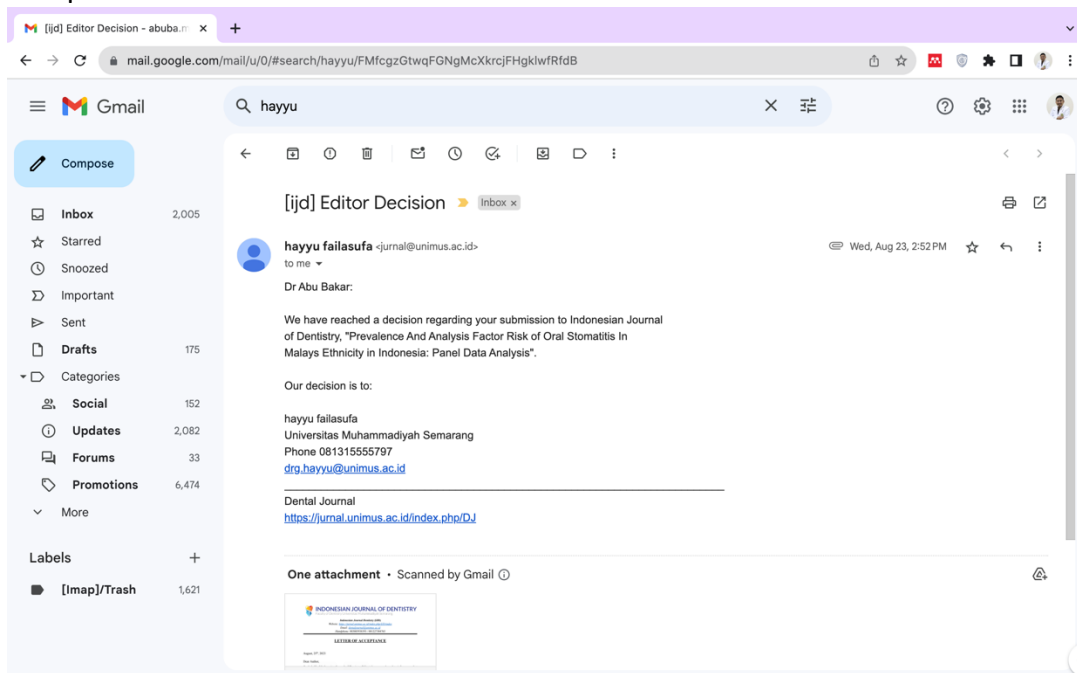 [ijd] Editor Decision - abuba.m
mail.google.com/mail/u/0/#search/hayyu/FMfcgzGtwqFGNgMcXkrcjFHgklwfRfdB
Gmail
hayyu
Compose
Inbox 2,005
Starred
Snoozed
Important
Sent
Drafts 175
Categories
Social 152
Updates 2,082
Forums 33
Promotions 6,474
More
Labels
[Imap]/Trash 1,621
[ijd] Editor Decision Inbox x
hayyu failasufa <jurnal@unimus.ac.id> Wed, Aug 23, 2:52 PM
to me
Dr Abu Bakar:
We have reached a decision regarding your submission to Indonesian Journal
of Dentistry, "Prevalence And Analysis Factor Risk of Oral Stomatitis In
Malays Ethnicity in Indonesia: Panel Data Analysis".
Our decision is to:
hayyu failasufa
Universitas Muhammadiyah Semarang
Phone 081315555797
drg.hayyu@unimus.ac.id
Dental Journal
https://jurnal.unimus.ac.id/index.php/DJ
One attachment • Scanned by Gmail
INDONESIAN JOURNAL OF DENTISTRY
LETTER OF ACCEPTANCE